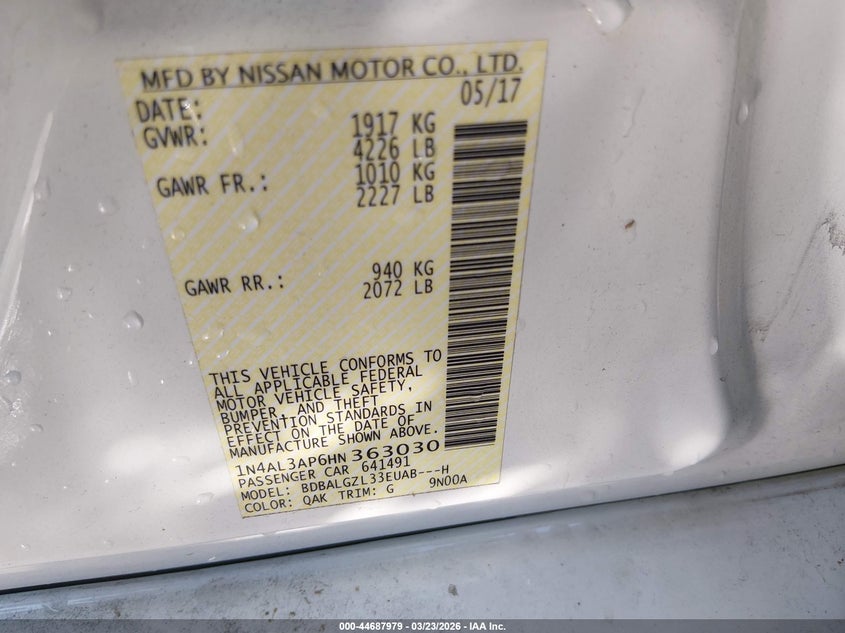 MFD BY NISSAN MOTOR CO., LTD.
DATE: 05/17
GVWR: 1917 KG
4226 LB
GAWR FR.: 1010 KG
2227 LB
GAWR RR.: 940 KG
2072 LB
THIS VEHICLE CONFORMS TO
ALL APPLICABLE FEDERAL
MOTOR VEHICLE SAFETY,
BUMPER, AND THEFT
PREVENTION STANDARDS IN
EFFECT ON THE DATE OF
MANUFACTURE SHOWN ABOVE.
1N4AL3AP6HN363030
PASSENGER CAR 641491
MODEL: BDBALGZL33EUAB---H
COLOR: QAK TRIM: G 9N00A
000-44687979 - 03/23/2026 - IAA Inc.